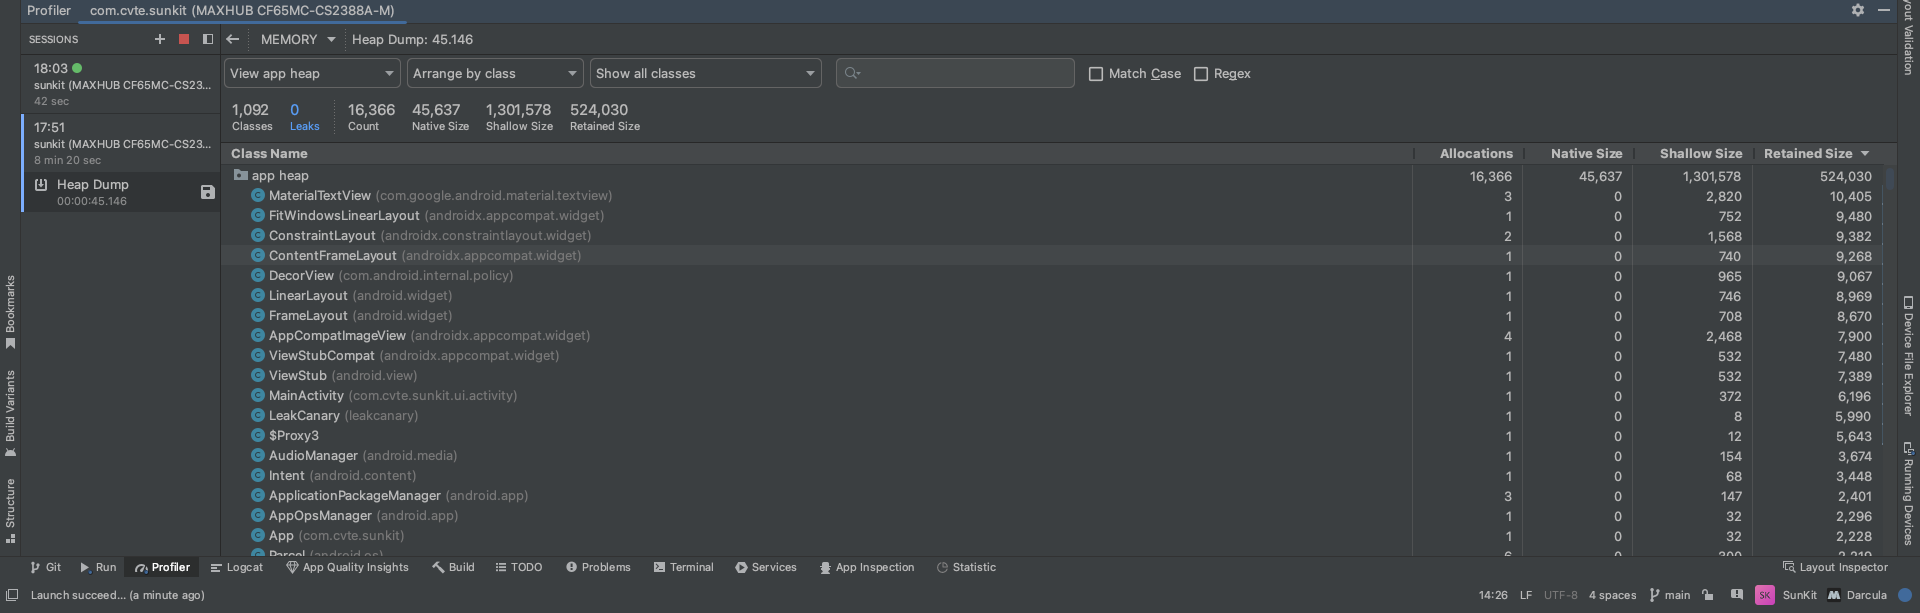 Profiler com.cvte.sunkit (MAXHUB CF65MC-CS2388A-M)
SESSIONS MEMORY Heap Dump: 45.146
18:03
sunkit (MAXHUB CF65MC-CS23...
42 sec
17:51
sunkit (MAXHUB CF65MC-CS23...
8 min 20 sec
Heap Dump
00:00:45.146
View app heap Arrange by class Show all classes Match Case Regex
1,092 0 16,366 45,637 1,301,578 524,030
Classes Leaks Count Native Size Shallow Size Retained Size
Class Name Allocations Native Size Shallow Size Retained Size
app heap 16,366 45,637 1,301,578 524,030
MaterialTextView (com.google.android.material.textview) 3 0 2,820 10,405
FitWindowsLinearLayout (androidx.appcompat.widget) 1 0 752 9,480
ConstraintLayout (androidx.constraintlayout.widget) 2 0 1,568 9,382
ContentFrameLayout (androidx.appcompat.widget) 1 0 740 9,268
DecorView (com.android.internal.policy) 1 0 965 9,067
LinearLayout (android.widget) 1 0 746 8,969
FrameLayout (android.widget) 1 0 708 8,670
AppCompatImageView (androidx.appcompat.widget) 4 0 2,468 7,900
ViewStubCompat (androidx.appcompat.widget) 1 0 532 7,480
ViewStub (android.view) 1 0 532 7,389
MainActivity (com.cvte.sunkit.ui.activity) 1 0 372 6,196
LeakCanary (leakcanary) 1 0 8 5,990
$Proxy3 1 0 12 5,643
AudioManager (android.media) 1 0 154 3,674
Intent (android.content) 1 0 68 3,448
ApplicationPackageManager (android.app) 3 0 147 2,401
AppOpsManager (android.app) 1 0 32 2,296
App (com.cvte.sunkit) 1 0 32 2,228
Parcel (android.os) 6 0 300 2,219
Bookmarks
Build Variants
Structure
Layout Validation
Device File Explorer
Running Devices
Git Run Profiler Logcat App Quality Insights Build TODO Problems Terminal Services App Inspection Statistic Layout Inspector
Launch succeed... (a minute ago) 14:26 LF UTF-8 4 spaces main SK SunKit Darcula